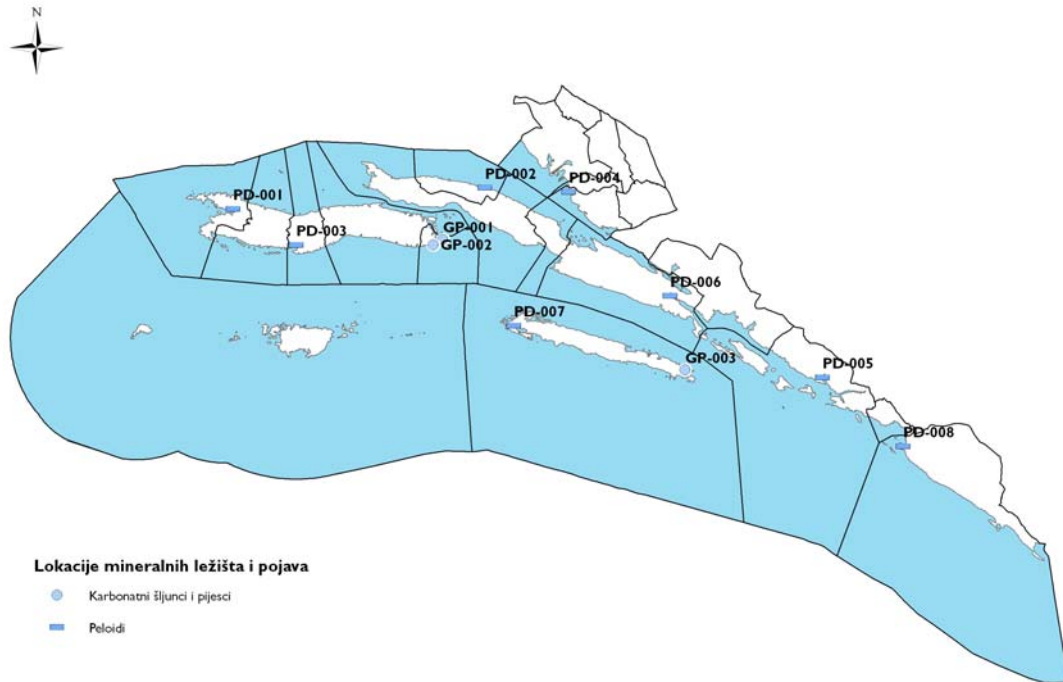 N
PD-004
PD-002
PD-001
GP-001
PD-003
GP-002
PD-006
PD-007
GP-003
PD-005
PD-008
Lokacije mineralnih ležišta i pojava
Karbonatni šljunci i pijesci
Peloidi